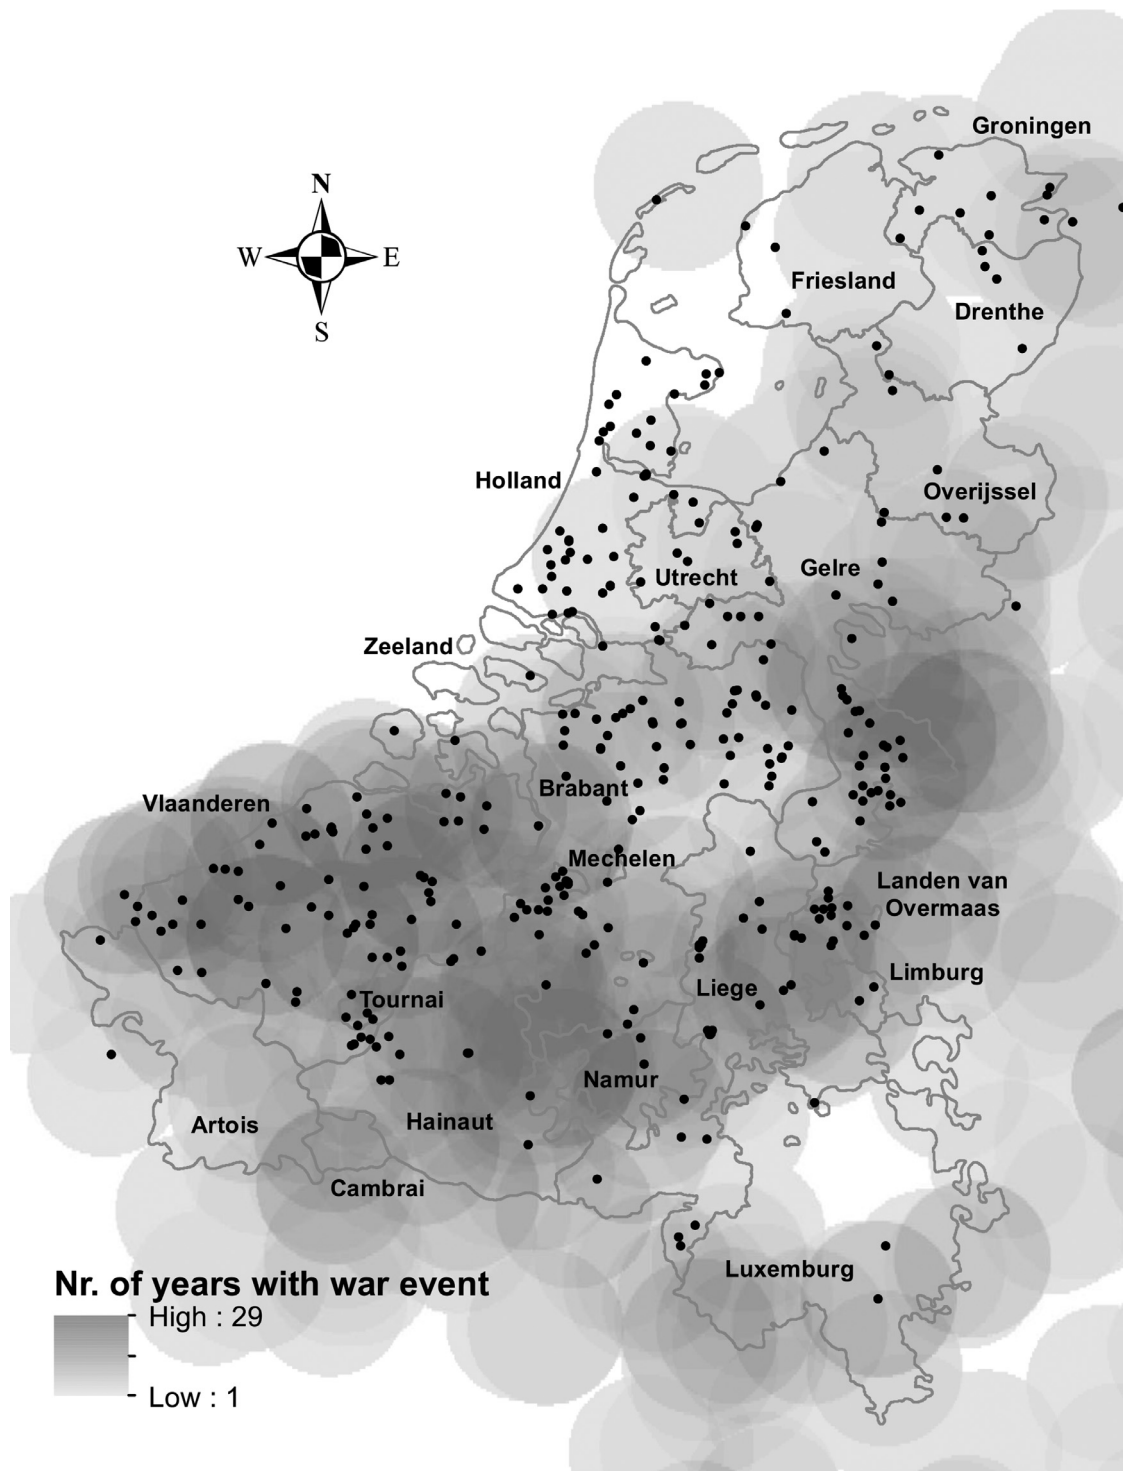 Groningen
N
W
E
S
Friesland
Drenthe
Holland
Overijssel
Utrecht
Gelre
Zeeland
Brabant
Vlaanderen
Mechelen
Landen van
Overmaas
Limburg
Liege
Tournai
Namur
Hainaut
Artois
Cambrai
Luxemburg
Nr. of years with war event
High : 29
Low : 1